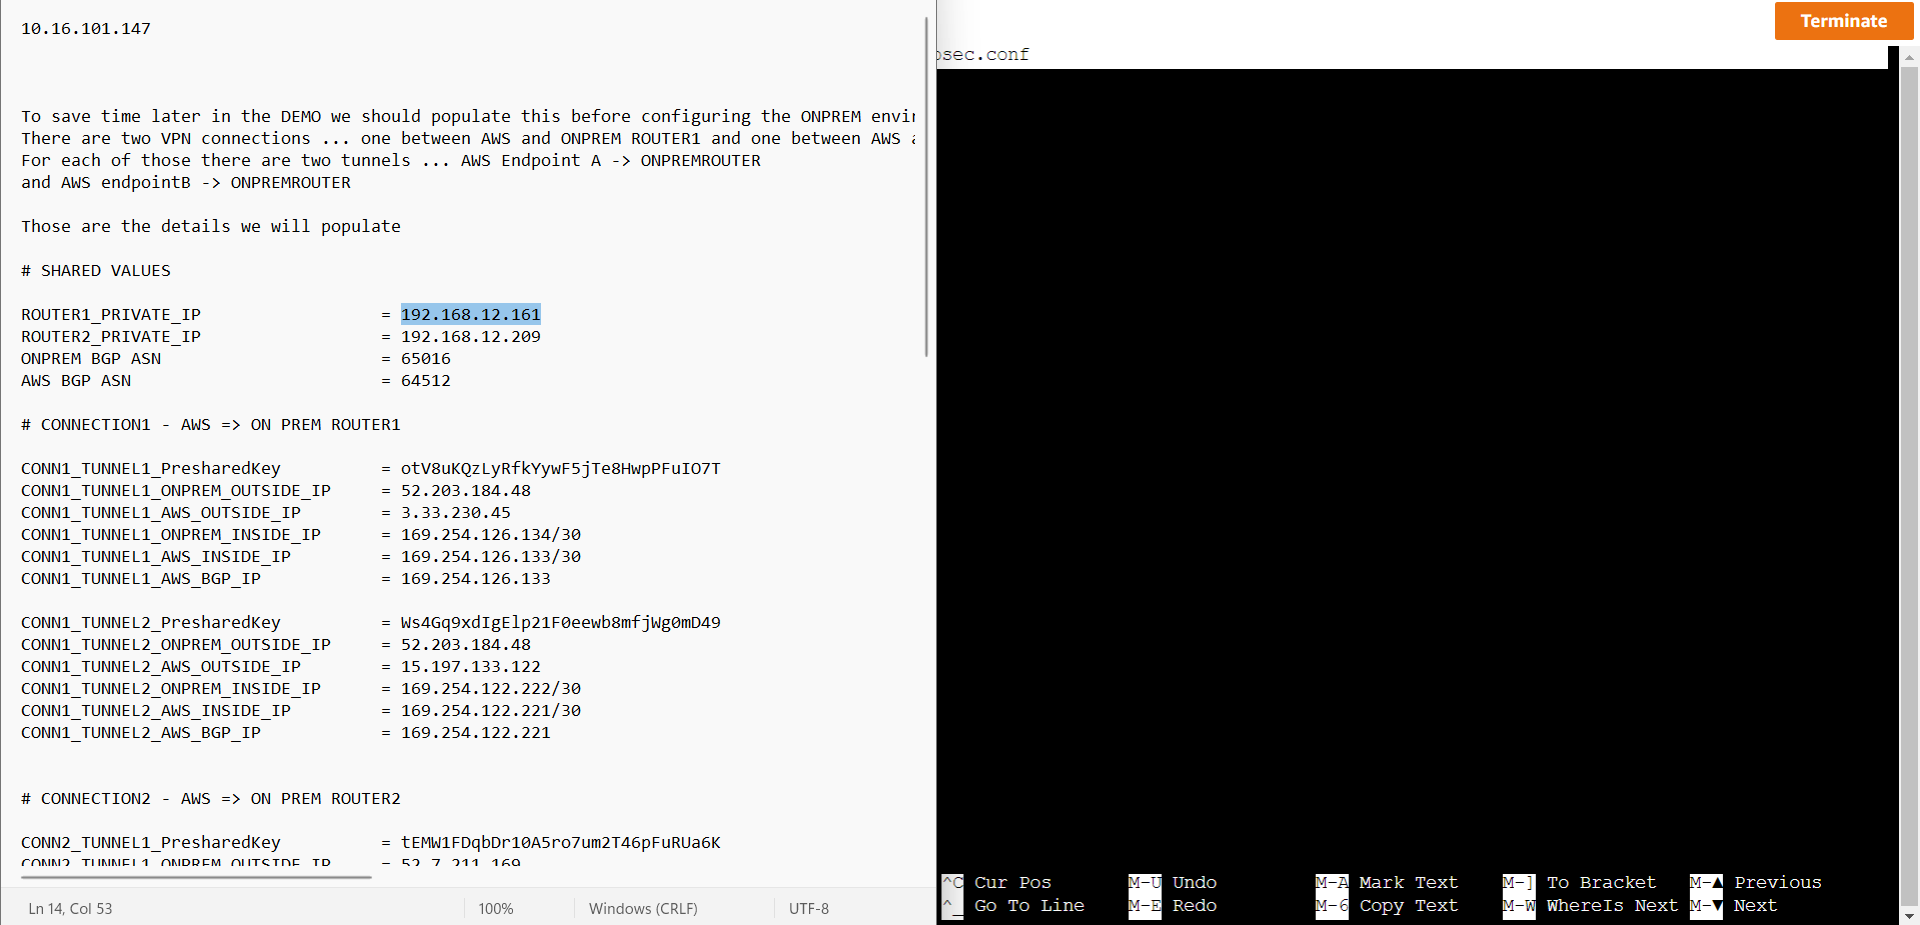 10.16.101.147
To save time later in the DEMO we should populate this before configuring the ONPREM
There are two VPN connections ... one between AWS and ONPREM ROUTER1 and one between AWS
For each of those there are two tunnels ... AWS Endpoint A -> ONPREMROUTER
and AWS endpointB -> ONPREMROUTER
Those are the details we will populate
# SHARED VALUES
ROUTER1_PRIVATE_IP = 192.168.12.161
ROUTER2_PRIVATE_IP = 192.168.12.209
ONPREM BGP ASN = 65016
AWS BGP ASN = 64512
# CONNECTION1 - AWS => ON PREM ROUTER1
CONN1_TUNNEL1_PresharedKey = otV8uKQzLyRfkYywF5jTe8HwpPFuIO7T
CONN1_TUNNEL1_ONPREM_OUTSIDE_IP = 52.203.184.48
CONN1_TUNNEL1_AWS_OUTSIDE_IP = 3.33.230.45
CONN1_TUNNEL1_ONPREM_INSIDE_IP = 169.254.126.134/30
CONN1_TUNNEL1_AWS_INSIDE_IP = 169.254.126.133/30
CONN1_TUNNEL1_AWS_BGP_IP = 169.254.126.133
CONN1_TUNNEL2_PresharedKey = Ws4Gq9xdIgElp21F0eewb8mfjWg0mD49
CONN1_TUNNEL2_ONPREM_OUTSIDE_IP = 52.203.184.48
CONN1_TUNNEL2_AWS_OUTSIDE_IP = 15.197.133.122
CONN1_TUNNEL2_ONPREM_INSIDE_IP = 169.254.122.222/30
CONN1_TUNNEL2_AWS_INSIDE_IP = 169.254.122.221/30
CONN1_TUNNEL2_AWS_BGP_IP = 169.254.122.221
# CONNECTION2 - AWS => ON PREM ROUTER2
CONN2_TUNNEL1_PresharedKey = tEMW1FDqbDr10A5ro7um2T46pFuRUa6K
CONN2_TUNNEL1_ONPREM_OUTSIDE_IP = 52.7.211.169
Ln 14, Col 53 100% Windows (CRLF) UTF-8
Terminate
psec.conf
^C Cur Pos M-U Undo M-A Mark Text M-] To Bracket M-▲ Previous
^_ Go To Line M-E Redo M-6 Copy Text M-W WhereIs Next M-▼ Next